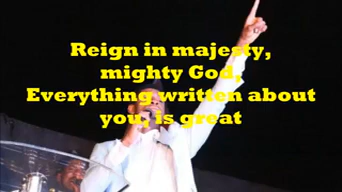 Reign in majesty,
mighty God,
Everything written about
you, is great